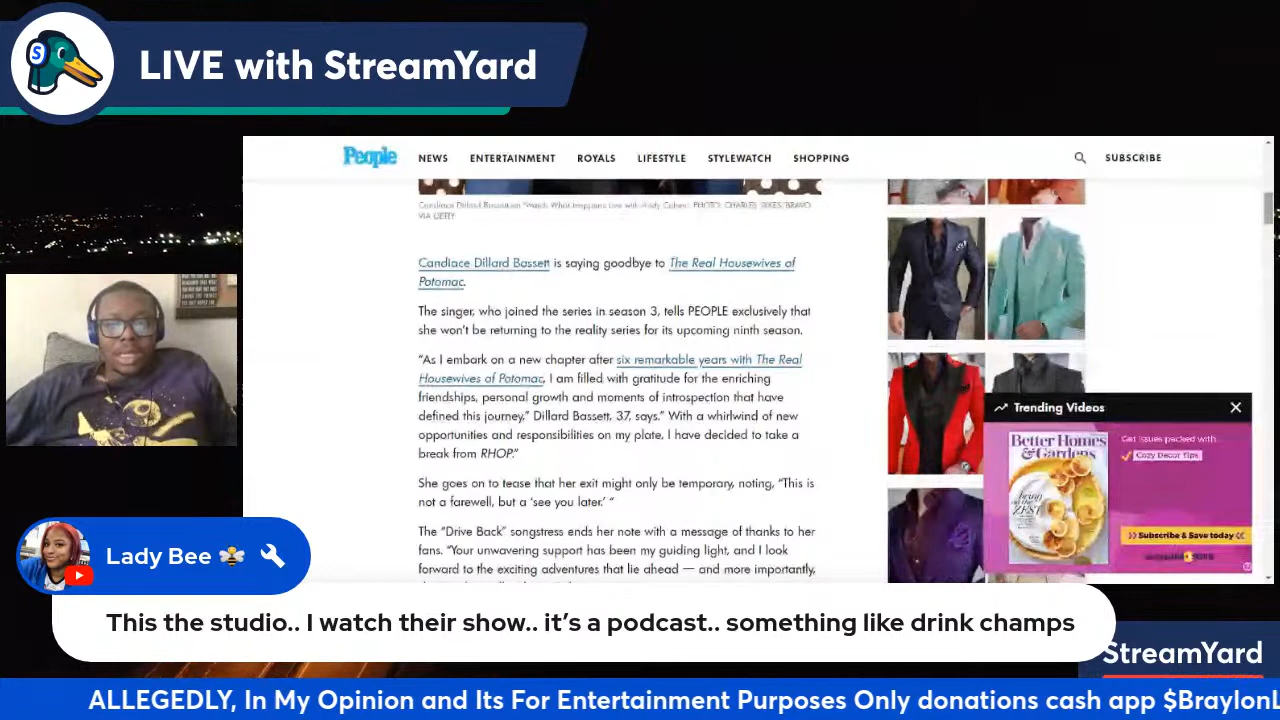 LIVE with StreamYard
People
NEWS ENTERTAINMENT ROYALS LIFESTYLE STYLEWATCH SHOPPING SUBSCRIBE
VIA GETTY
Candiace Dillard Bassett is saying goodbye to The Real Housewives of
Potomac.
The singer, who joined the series in season 3, tells PEOPLE exclusively that
she won't be returning to the reality series for its upcoming ninth season.
"As I embark on a new chapter after six remarkable years with The Real
Housewives of Potomac, I am filled with gratitude for the enriching
friendships, personal growth and moments of introspection that have
defined this journey," Dillard Bassett, 37, says." With a whirlwind of new
opportunities and responsibilities on my plate, I have decided to take a
break from RHOP."
She goes on to tease that her exit might only be temporary, noting, "This is
not a farewell, but a 'see you later.' "
The "Drive Back" songstress ends her note with a message of thanks to her
fans. "Your unwavering support has been my guiding light, and I look
forward to the exciting adventures that lie ahead — and more importantly,
Trending Videos
Better Homes
& Gardens
Get issues packed with
Cozy Decor Tips
Subscribe & Save today
Lady Bee 🐝
This the studio.. I watch their show.. it's a podcast.. something like drink champs
StreamYard
ALLEGEDLY, In My Opinion and Its For Entertainment Purposes Only donations cash app $Braylon